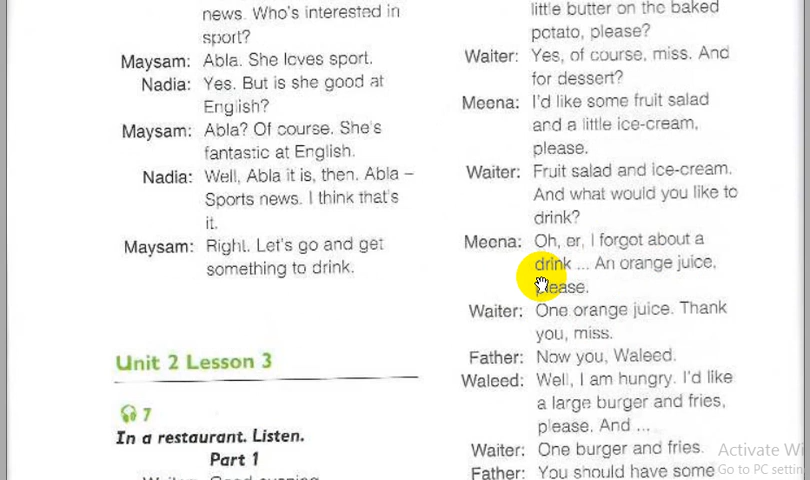 news. Who's interested in
sport?
Maysam: Abla. She loves sport.
Nadia: Yes. But is she good at
English?
Maysam: Abla? Of course. She's
fantastic at English.
Nadia: Well, Abla it is, then. Abla –
Sports news. I think that's
it.
Maysam: Right. Let's go and get
something to drink.
Unit 2 Lesson 3
7
In a restaurant. Listen.
Part 1
little butter on the baked
potato, please?
Waiter: Yes, of course, miss. And
for dessert?
Meena: I'd like some fruit salad
and a little ice-cream,
please.
Waiter: Fruit salad and ice-cream.
And what would you like to
drink?
Meena: Oh, er, I forgot about a
drink ... An orange juice,
please.
Waiter: One orange juice. Thank
you, miss.
Father: Now you, Waleed.
Waleed: Well, I am hungry. I'd like
a large burger and fries,
please. And ...
Waiter: One burger and fries.
Father: You should have some
Activate Wi
Go to PC settin